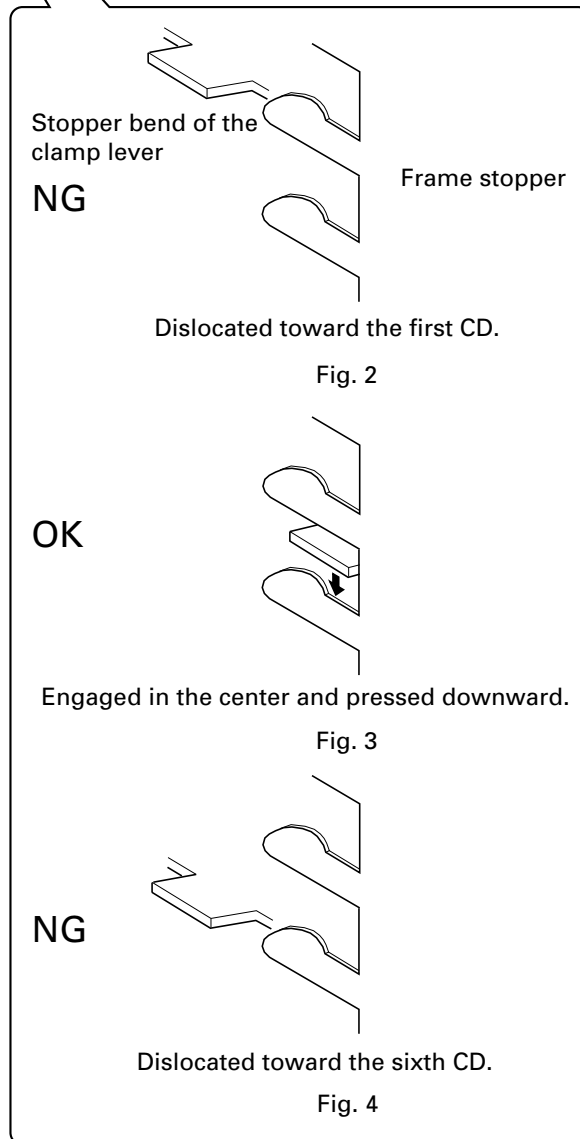 Stopper bend of the
clamp lever
Frame stopper
NG
Dislocated toward the first CD.
Fig. 2
OK
Engaged in the center and pressed downward.
Fig. 3
NG
Dislocated toward the sixth CD.
Fig. 4